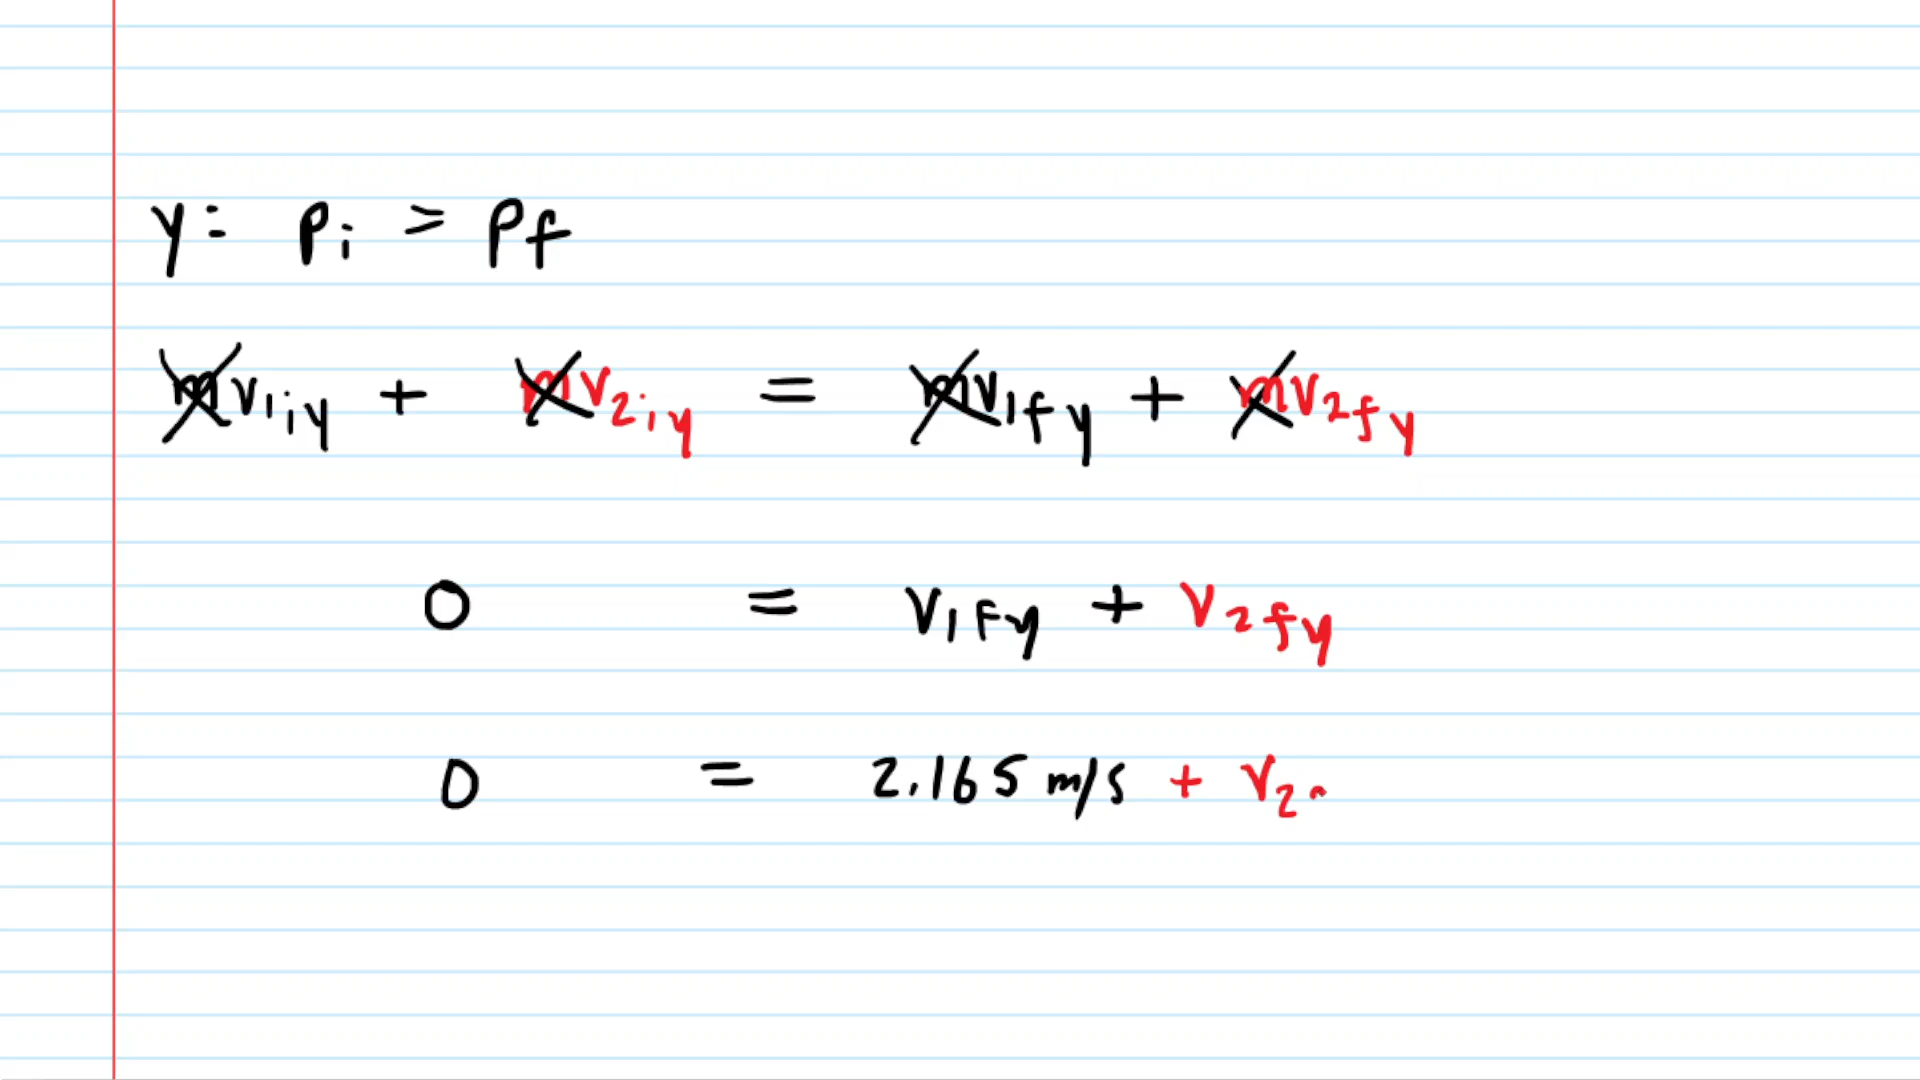 y: pi = pf
mv1iy + mv2iy = mv1fy + mv2fy
0 = v1fy + v2fy
0 = 2.165 m/s + v2